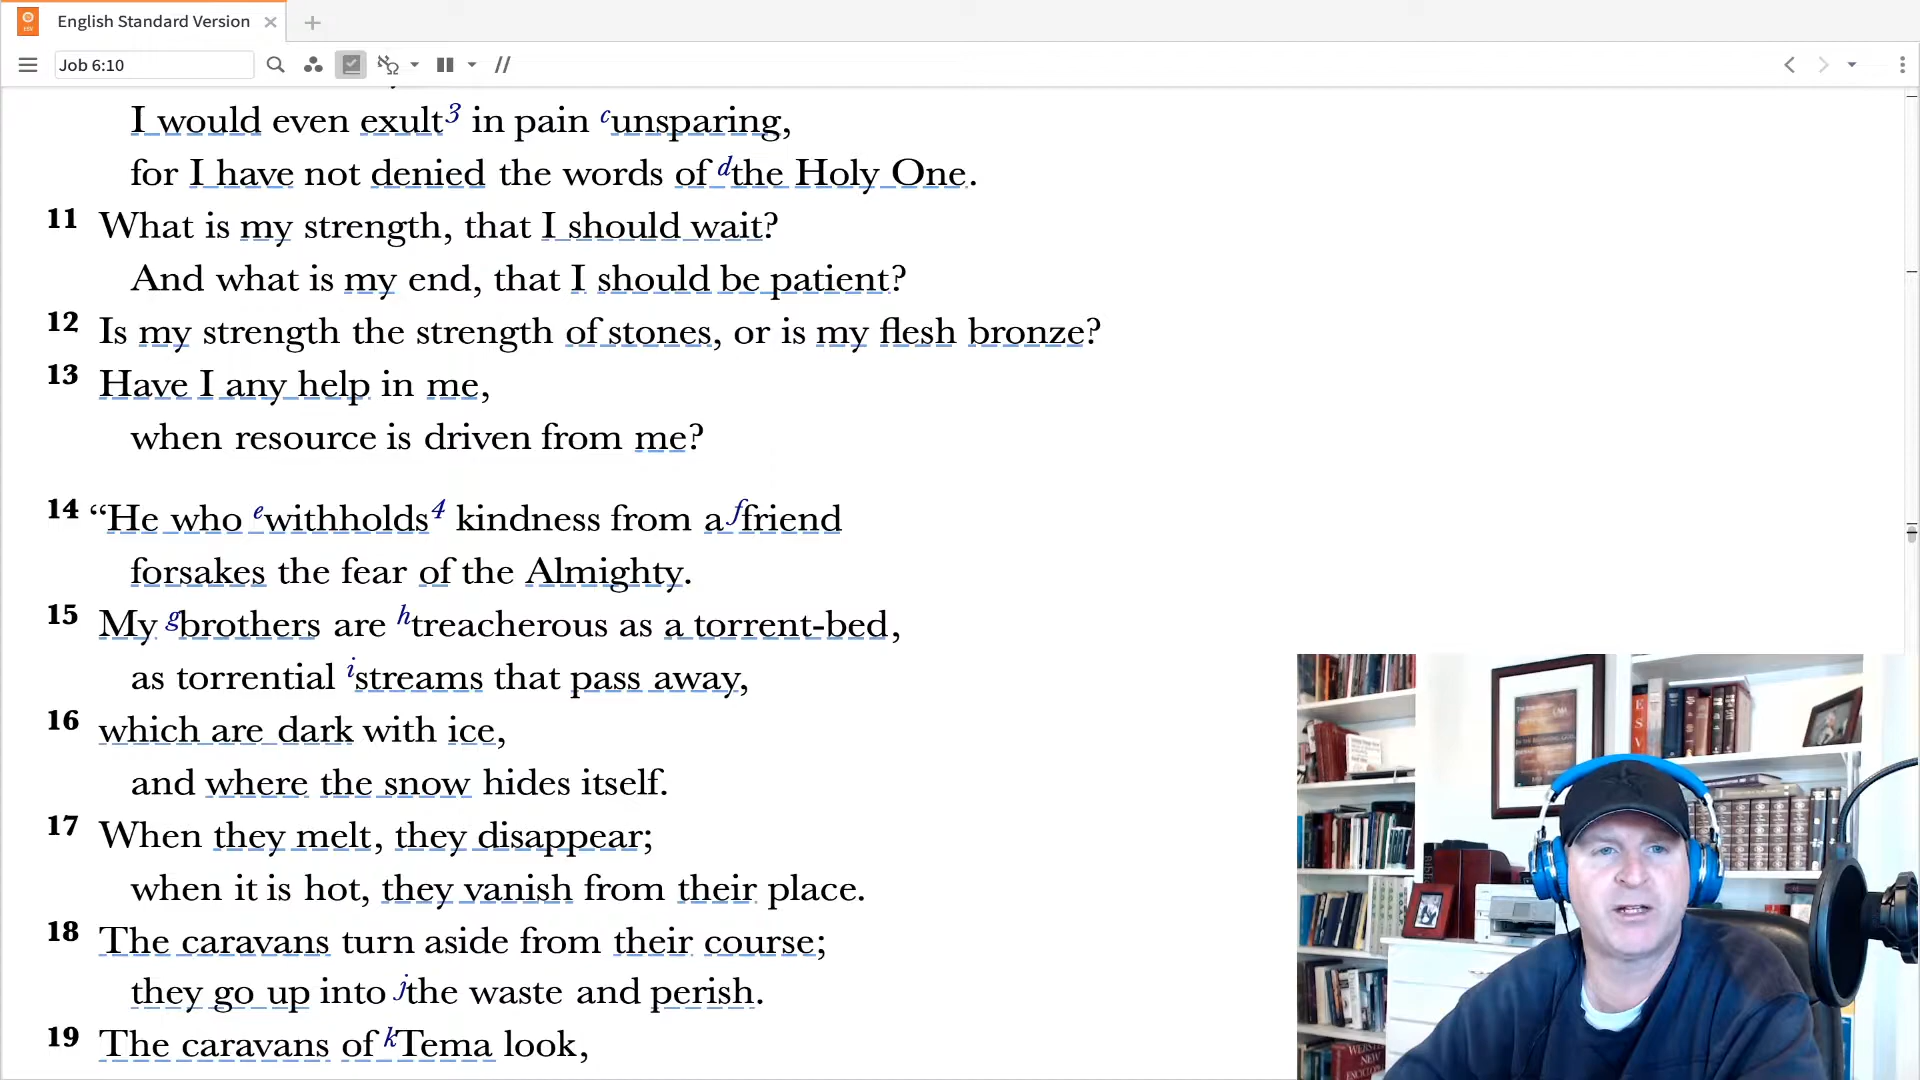 English Standard Version
Job 6:10
I would even exult3 in pain cunsparing,
for I have not denied the words of dthe Holy One.
11 What is my strength, that I should wait?
And what is my end, that I should be patient?
12 Is my strength the strength of stones, or is my flesh bronze?
13 Have I any help in me,
when resource is driven from me?
14 “He who ewithholds4 kindness from a ffriend
forsakes the fear of the Almighty.
15 My gbrothers are htreacherous as a torrent-bed,
as torrential istreams that pass away,
16 which are dark with ice,
and where the snow hides itself.
17 When they melt, they disappear;
when it is hot, they vanish from their place.
18 The caravans turn aside from their course;
they go up into jthe waste and perish.
19 The caravans of kTema look,
ESV